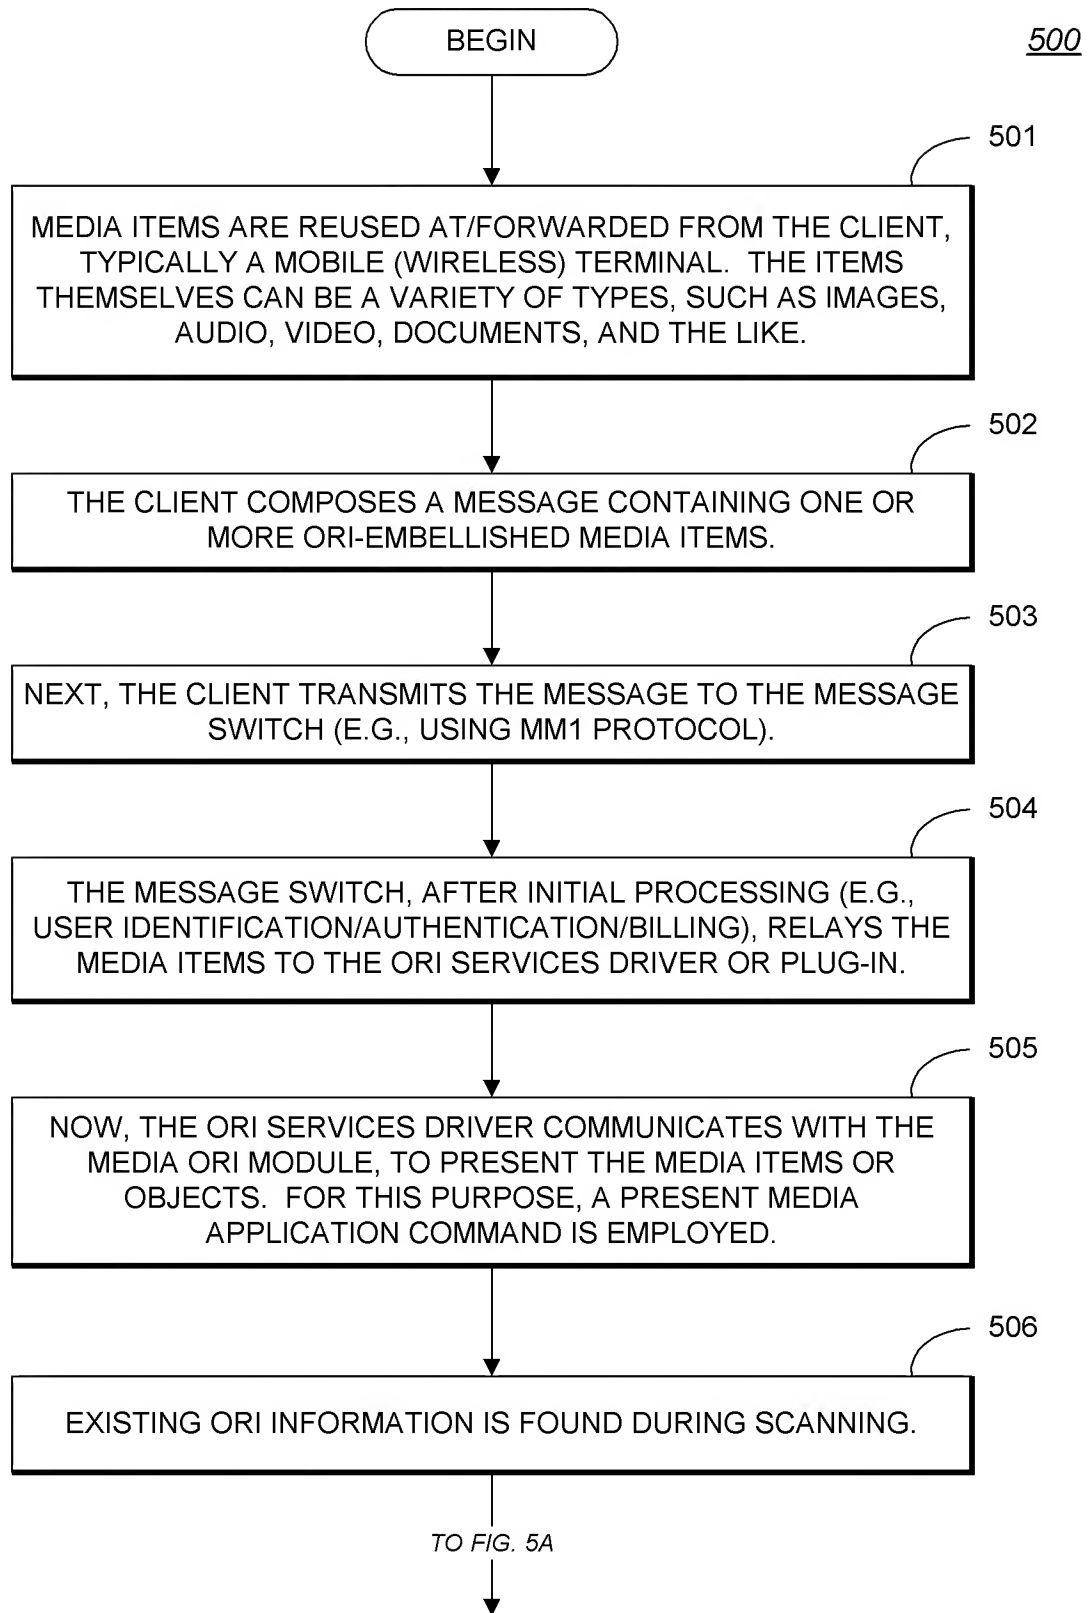 BEGIN
500
501
MEDIA ITEMS ARE REUSED AT/FORWARDED FROM THE CLIENT,
TYPICALLY A MOBILE (WIRELESS) TERMINAL. THE ITEMS
THEMSELVES CAN BE A VARIETY OF TYPES, SUCH AS IMAGES,
AUDIO, VIDEO, DOCUMENTS, AND THE LIKE.
502
THE CLIENT COMPOSES A MESSAGE CONTAINING ONE OR
MORE ORI-EMBELLISHED MEDIA ITEMS.
503
NEXT, THE CLIENT TRANSMITS THE MESSAGE TO THE MESSAGE
SWITCH (E.G., USING MM1 PROTOCOL).
504
THE MESSAGE SWITCH, AFTER INITIAL PROCESSING (E.G.,
USER IDENTIFICATION/AUTHENTICATION/BILLING), RELAYS THE
MEDIA ITEMS TO THE ORI SERVICES DRIVER OR PLUG-IN.
505
NOW, THE ORI SERVICES DRIVER COMMUNICATES WITH THE
MEDIA ORI MODULE, TO PRESENT THE MEDIA ITEMS OR
OBJECTS. FOR THIS PURPOSE, A PRESENT MEDIA
APPLICATION COMMAND IS EMPLOYED.
506
EXISTING ORI INFORMATION IS FOUND DURING SCANNING.
TO FIG. 5A